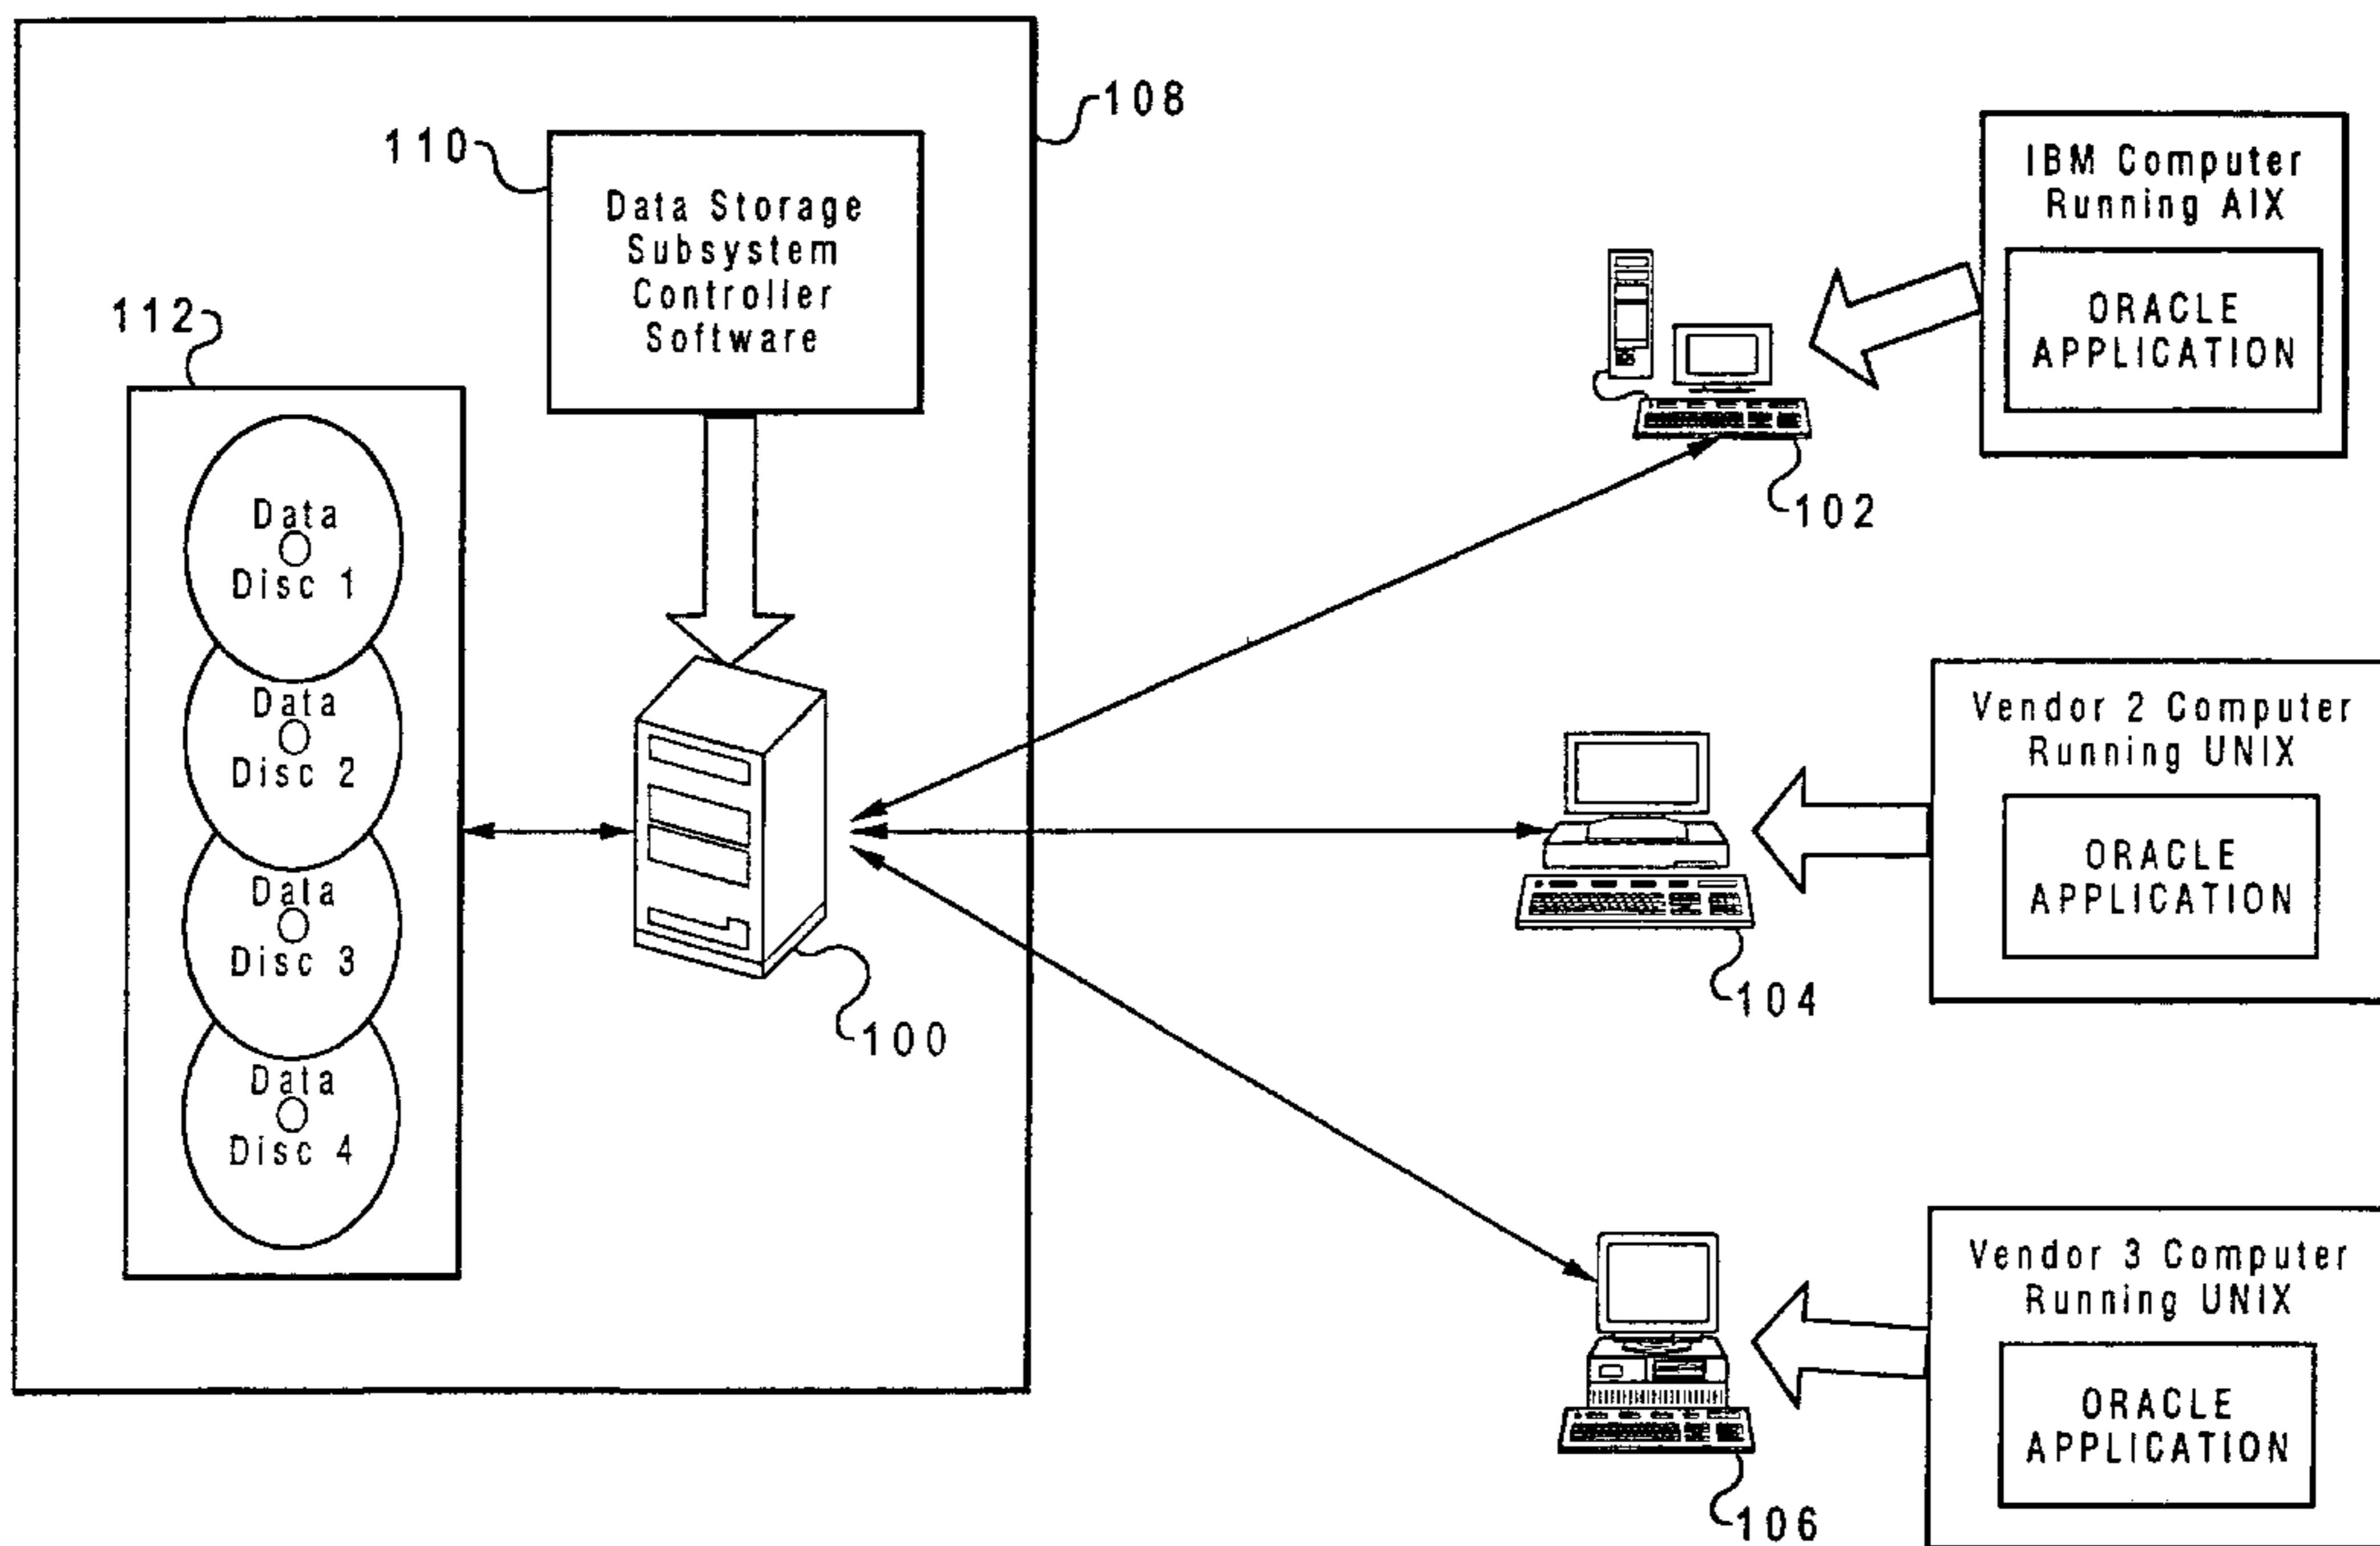 108
110
Data Storage
Subsystem
Controller
Software
112
Data
Disc 1
Data
Disc 2
Data
Disc 3
Data
Disc 4
100
IBM Computer
Running AIX
ORACLE
APPLICATION
102
Vendor 2 Computer
Running UNIX
ORACLE
APPLICATION
104
Vendor 3 Computer
Running UNIX
ORACLE
APPLICATION
106